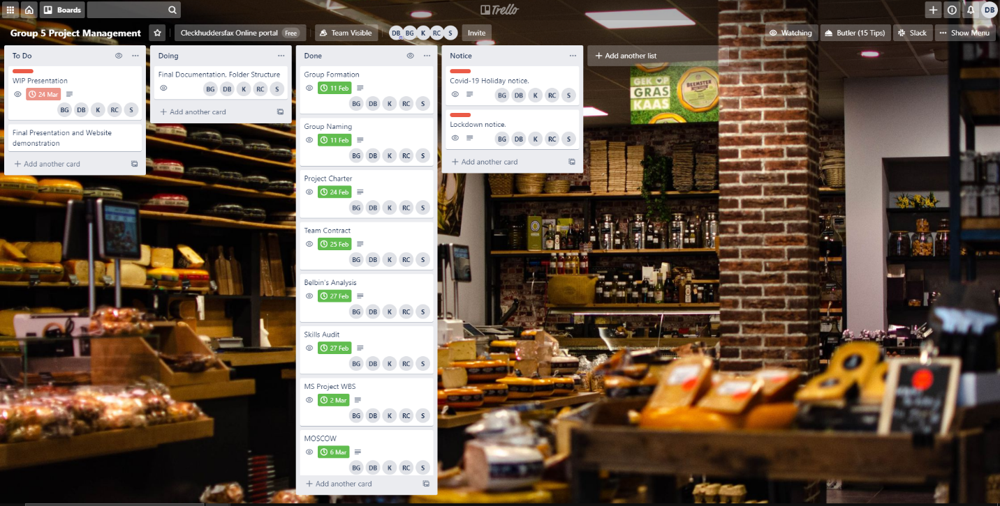 Boards
Trello
DB
Group 5 Project Management
Cleckhuddersfax Online portal Free
Team Visible
DB BG K RC S
Invite
Watching
Butler (15 Tips)
Slack
Show Menu
To Do
WIP Presentation
24 Mar
BG DB K RC S
Final Presentation and Website
demonstration
+ Add another card
Doing
Final Documentation, Folder Structure
BG DB K RC S
+ Add another card
Done
Group Formation
11 Feb
BG DB K RC S
Group Naming
11 Feb
BG DB K RC S
Project Charter
24 Feb
BG DB K RC S
Team Contract
25 Feb
BG DB K RC S
Belbin's Analysis
27 Feb
BG DB K RC S
Skills Audit
27 Feb
BG DB K RC S
MS Project WBS
2 Mar
BG DB K RC S
MOSCOW
6 Mar
BG DB K RC S
+ Add another card
Notice
Covid-19 Holiday notice.
BG DB K RC S
Lockdown notice.
BG DB K RC S
+ Add another card
+ Add another list
GEK OP
GRAS
KAAS
BEEMSTER